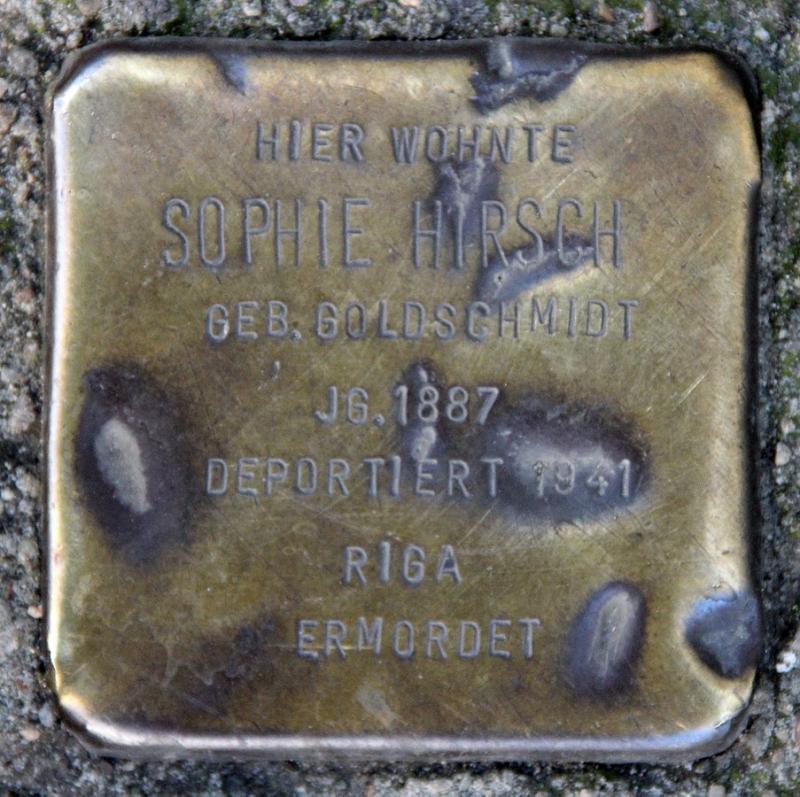 HIER WOHNTE
SOPHIE HIRSCH
GEB. GOLDSCHMIDT
JG. 1887
DEPORTIERT 1941
RIGA
ERMORDET